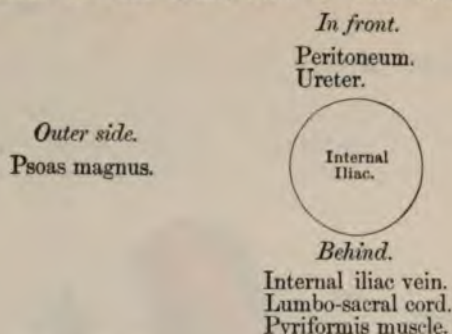 In front.
Peritoneum.
Ureter.
Outer side.
Psoas magnus.
Internal
Iliac.
Behind.
Internal iliac vein.
Lumbo-sacral cord.
Pyriformis muscle.